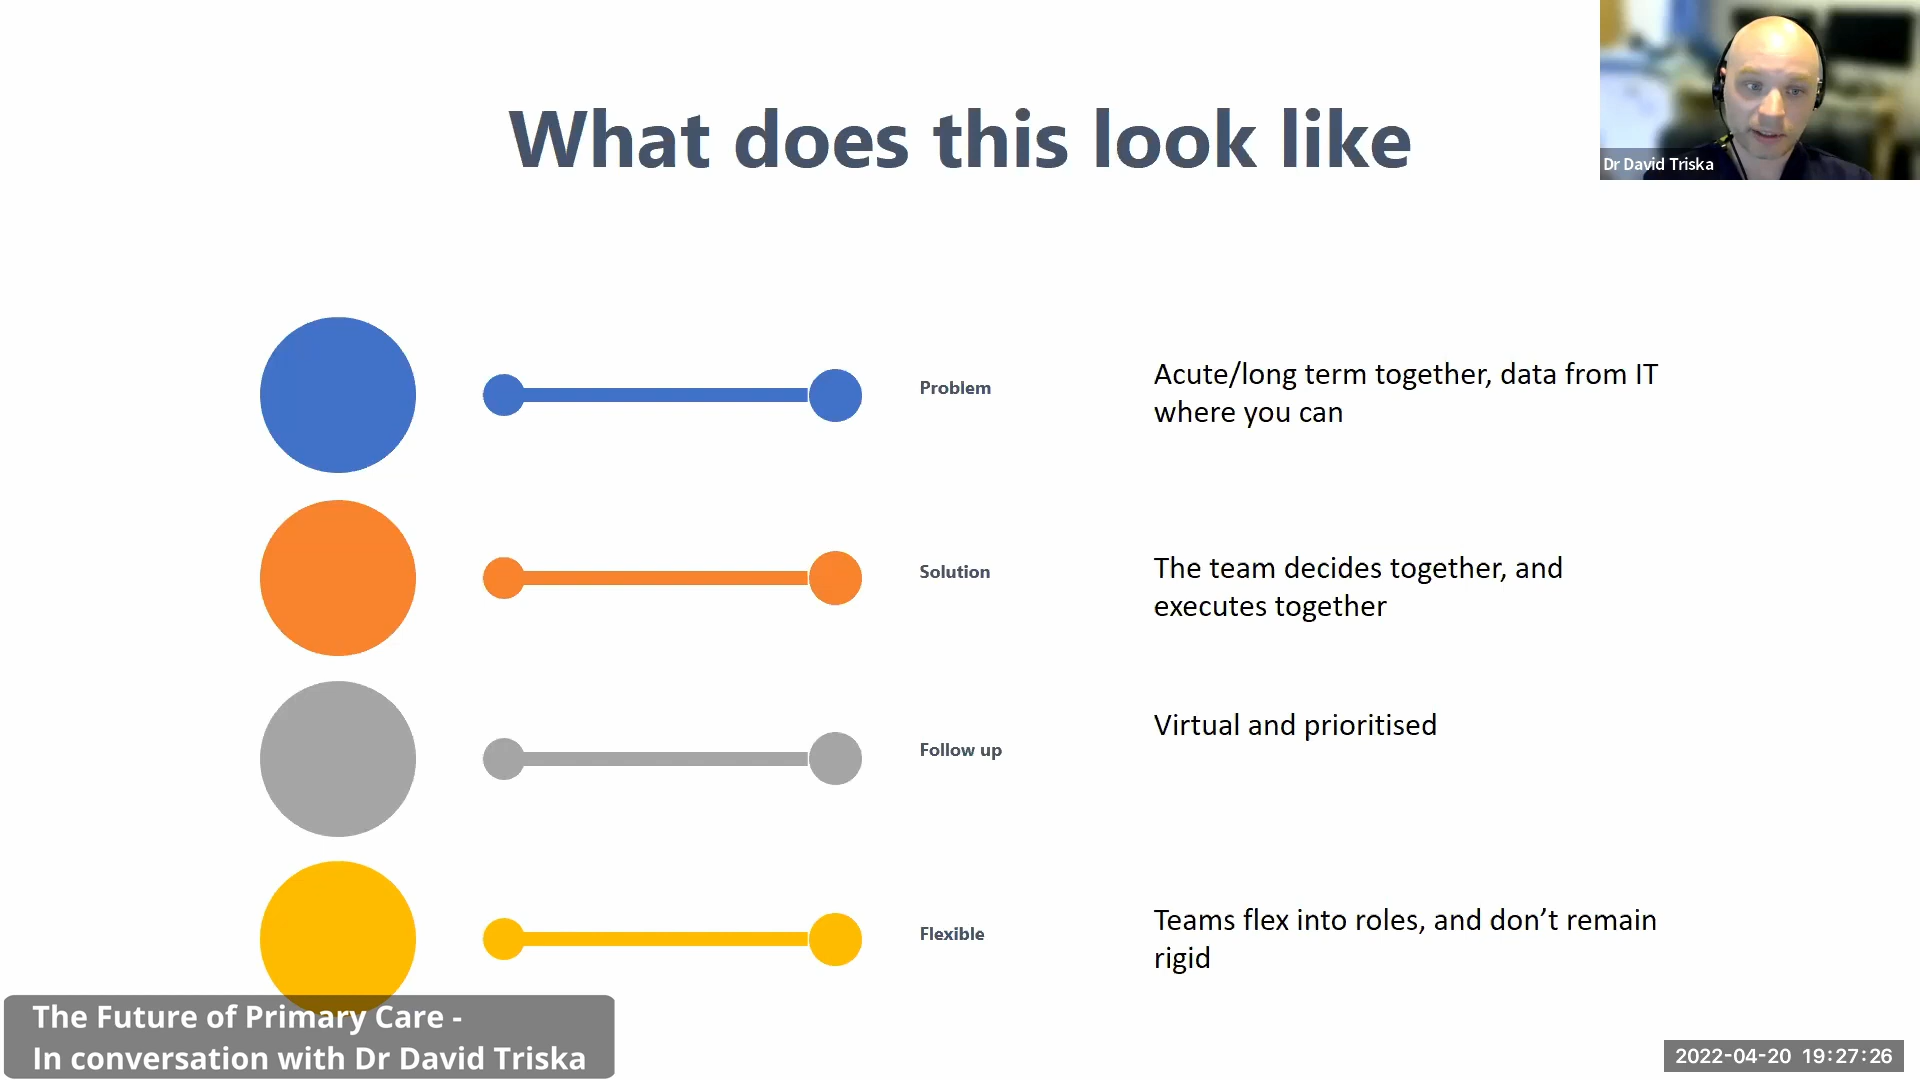 What does this look like
Dr David Triska
Problem
Acute/long term together, data from IT
where you can
Solution
The team decides together, and
executes together
Follow up
Virtual and prioritised
Flexible
Teams flex into roles, and don’t remain
rigid
The Future of Primary Care -
In conversation with Dr David Triska
2022-04-20 19:27:26